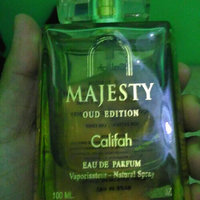 MAJESTY
OUD EDITION
Califah
EAU DE PARFUM
Vaporisateur - Natural Spray
100 ML